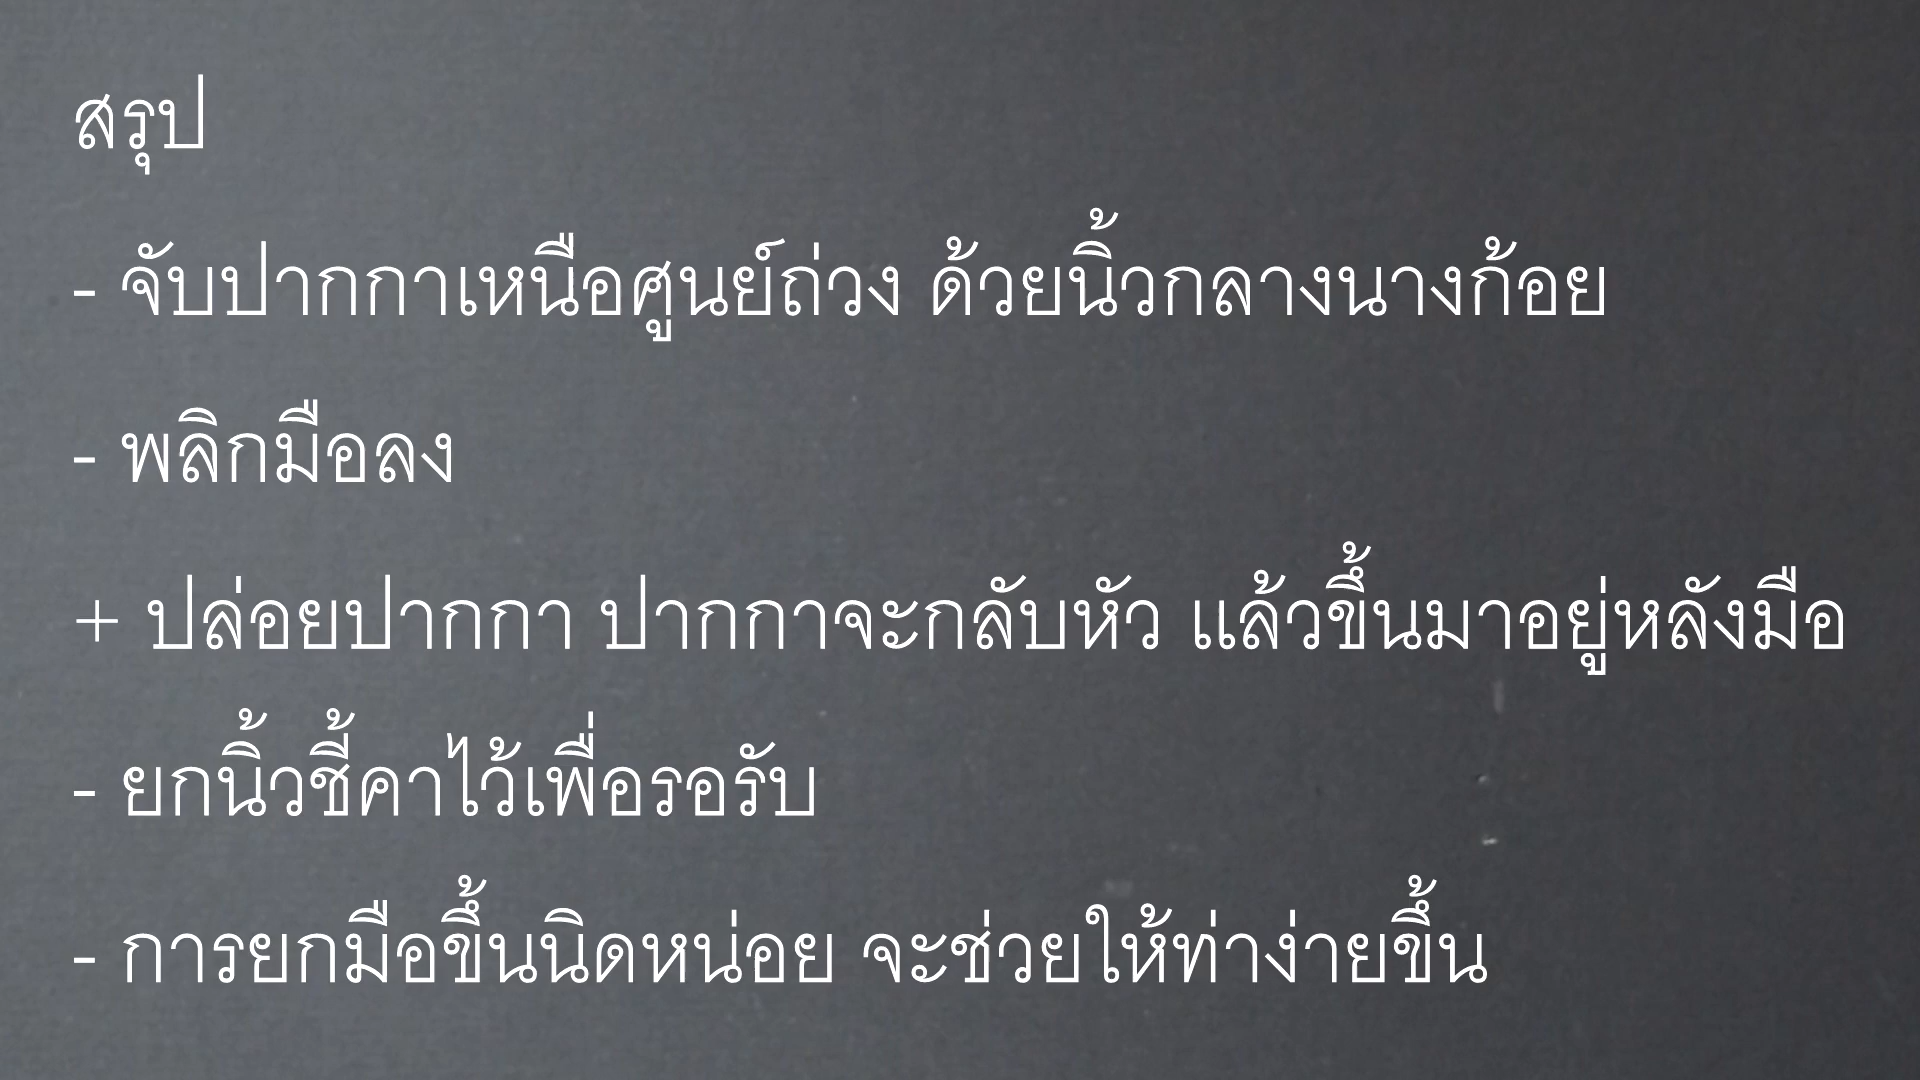 สรุป
- จับปากกาเหนือศูนย์ถ่วง ด้วยนิ้วกลางนางก้อย
- พลิกมือลง
+ ปล่อยปากกา ปากกาจะกลับหัว แล้วขึ้นมาอยู่หลังมือ
- ยกนิ้วชี้คาไว้เพื่อรอรับ
- การยกมือขึ้นนิดหน่อย จะช่วยให้ท่าง่ายขึ้น